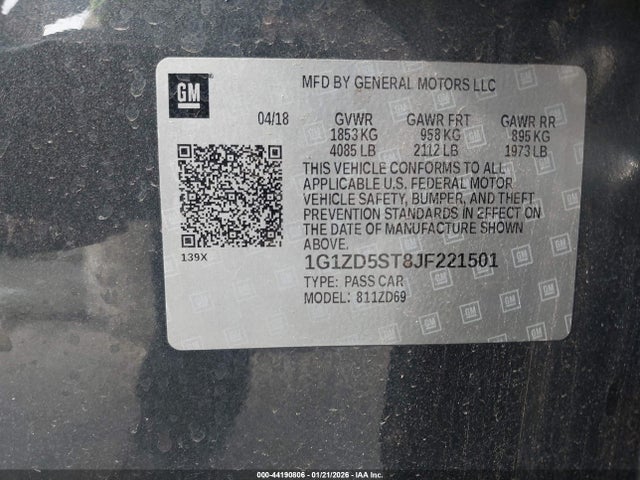 GM
MFD BY GENERAL MOTORS LLC
04/18 GVWR GAWR FRT GAWR RR
1853 KG 958 KG 895 KG
4085 LB 2112 LB 1973 LB
THIS VEHICLE CONFORMS TO ALL
APPLICABLE U.S. FEDERAL MOTOR
VEHICLE SAFETY, BUMPER, AND THEFT
PREVENTION STANDARDS IN EFFECT ON
THE DATE OF MANUFACTURE SHOWN
ABOVE.
139X
1G1ZD5ST8JF221501
TYPE: PASS CAR
MODEL: 811ZD69
000-44190806 - 01/21/2026 - IAA Inc.